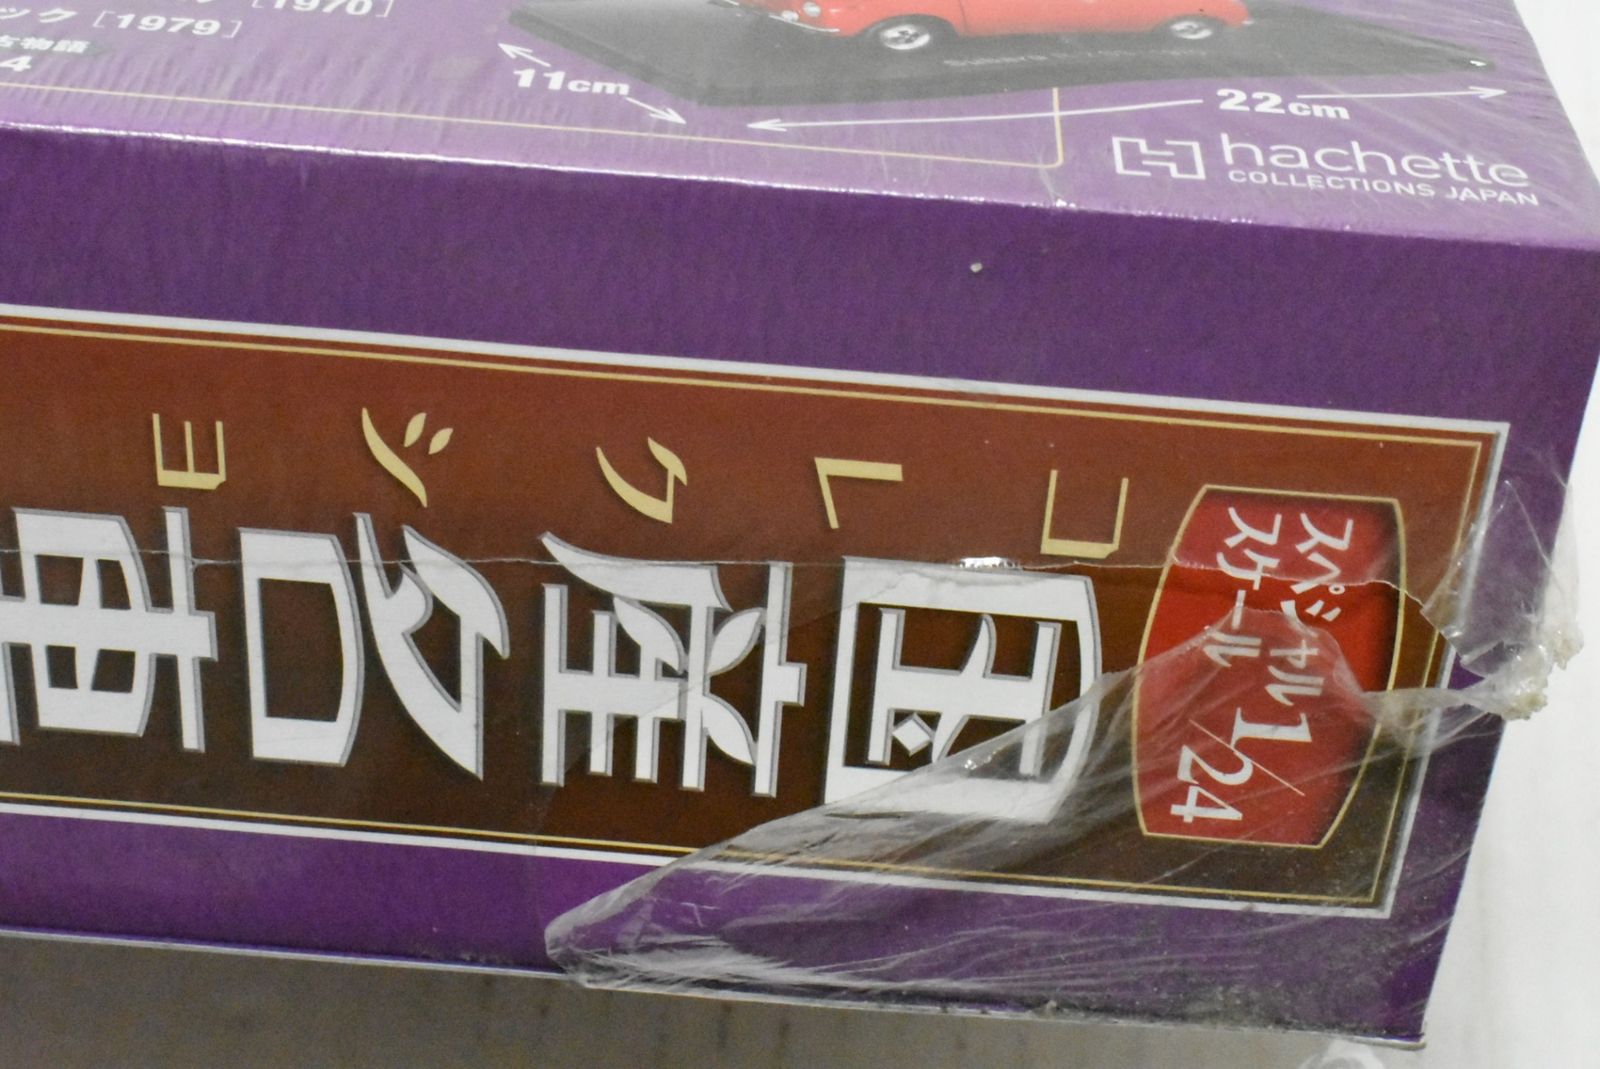 [1970]
ック [1979]
古物語
4
11cm
22cm
hachette
COLLECTIONS JAPAN
スペシャル1/24
スケール
国産名車
コレクショ